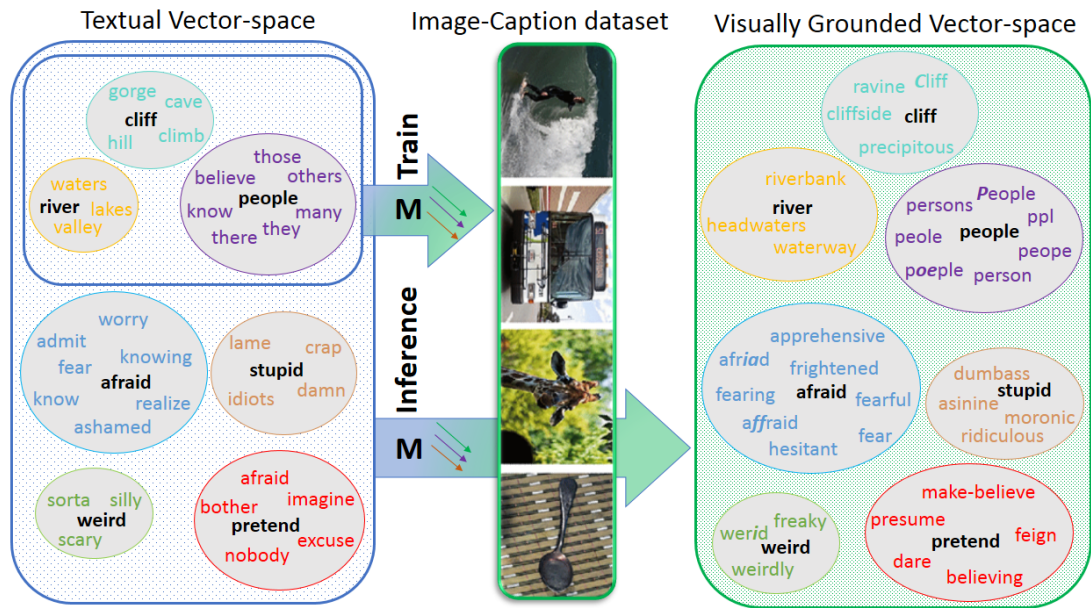 Textual Vector-space
Image-Caption dataset
Visually Grounded Vector-space
gorge
cave
cliff
hill
climb
waters
river
lakes
valley
those
believe
others
people
know
many
there
they
worry
admit
fear
knowing
afraid
know
realize
ashamed
lame
crap
stupid
idiots
damn
sorta
silly
weird
scary
afraid
bother
imagine
pretend
excuse
nobody
Train
M
Inference
M
ravine
Cliff
cliffside
cliff
precipitous
riverbank
river
headwaters
waterway
persons
People
ppl
peole
people
peope
poeple
person
apprehensive
afriad
frightened
fearing
afraid
fearful
affraid
hesitant
fear
dumbass
stupid
asinine
moronic
ridiculous
werid
freaky
weird
weirdly
make-believe
presume
feign
pretend
dare
believing